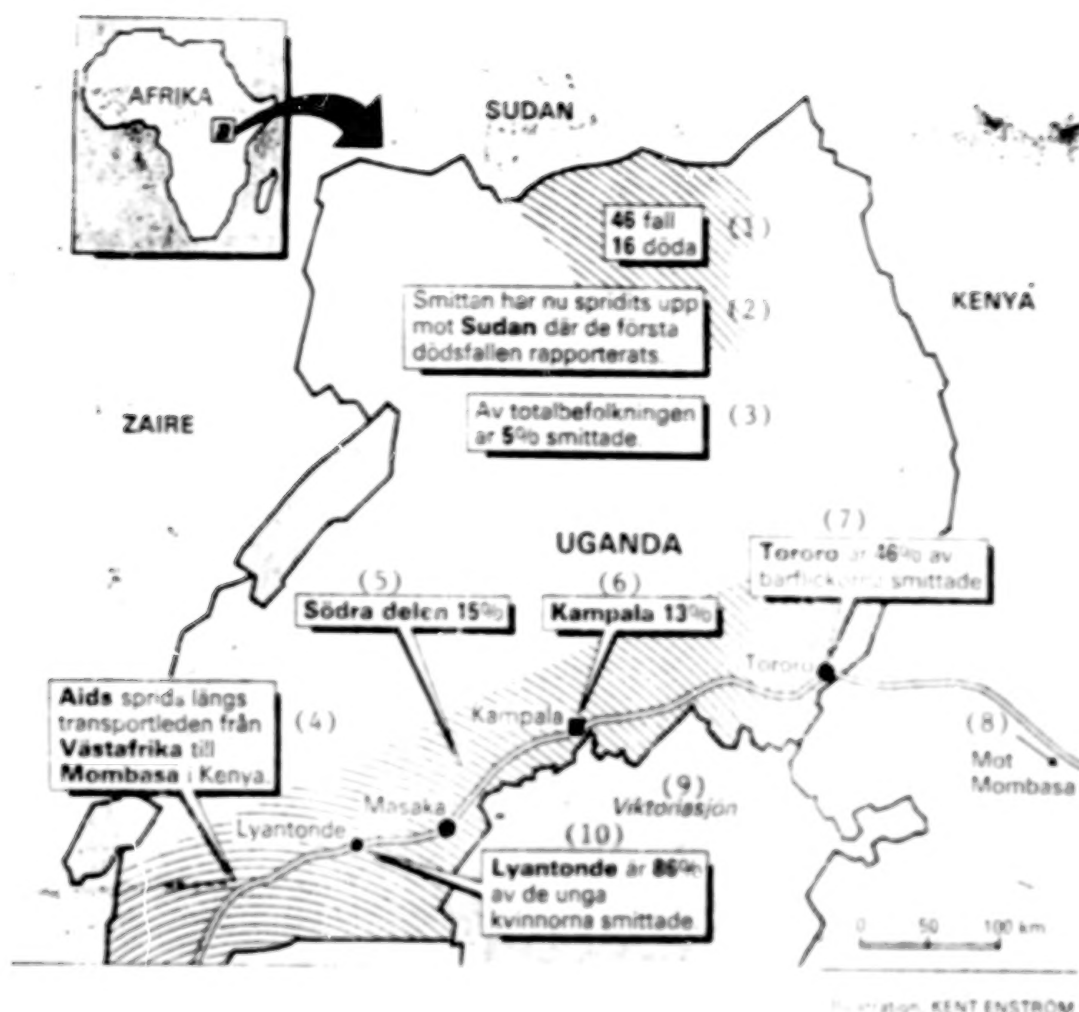 AFRIKA
SUDAN
46 fall
16 döda
(1)
Smittan har nu spridits upp
mot Sudan där de första
dödsfallen rapporterats.
(2)
KENYA
ZAIRE
Av totalbefolkningen
är 5% smittade.
(3)
UGANDA
(7)
Tororo är 46% av
barflickorna smittade
(5)
Södra delen 15%
(6)
Kampala 13%
Tororo
Aids sprids längs
transportleden från
Västafrika till
Mombasa i Kenya.
(4)
Kampala
(8)
Mot
Mombasa
(9)
Viktoriasjön
Masaka
Lyantonde
(10)
Lyantonde är 86%
av de unga
kvinnorna smittade
0 50 100 km
KENT ENSTRÖM